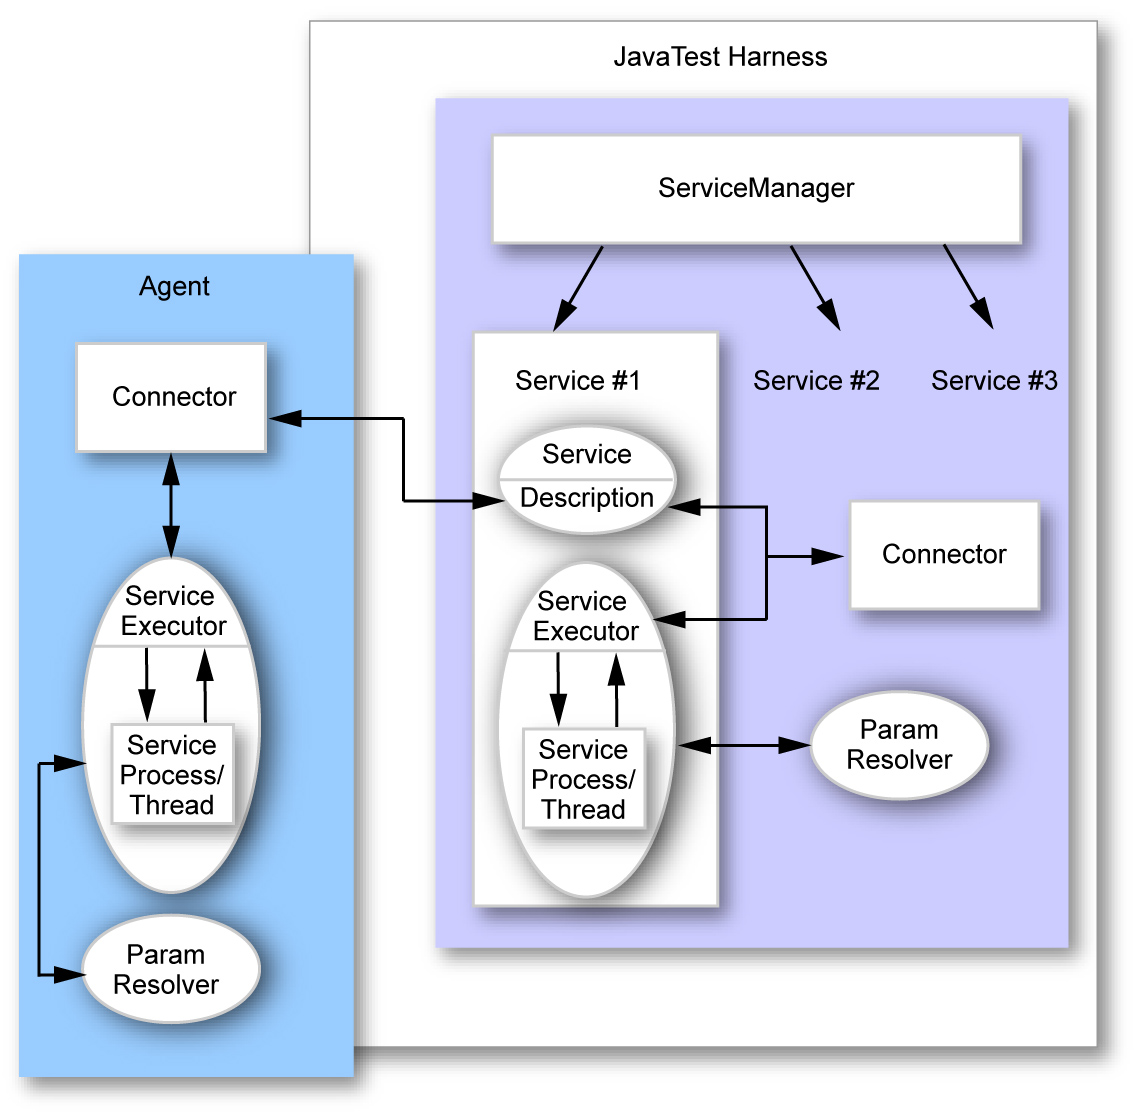 JavaTest Harness
ServiceManager
Agent
Connector
Service
Executor
Service
Process/
Thread
Param
Resolver
Service #1
Service #2
Service #3
Service
Description
Service
Executor
Service
Process/
Thread
Connector
Param
Resolver